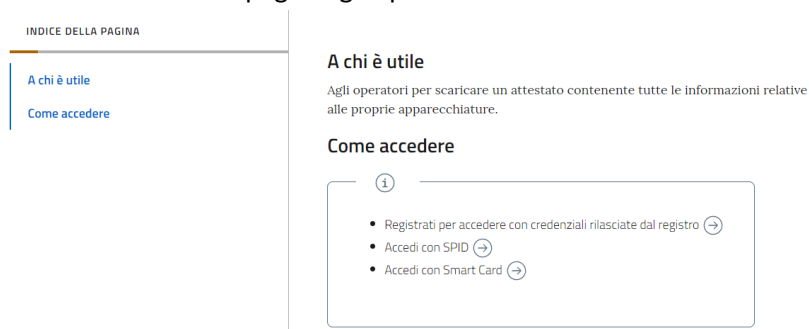 INDICE DELLA PAGINA
A chi è utile
Come accedere
A chi è utile
Agli operatori per scaricare un attestato contenente tutte le informazioni relative
alle proprie apparecchiature.
Come accedere
Registrati per accedere con credenziali rilasciate dal registro
Accedi con SPID
Accedi con Smart Card